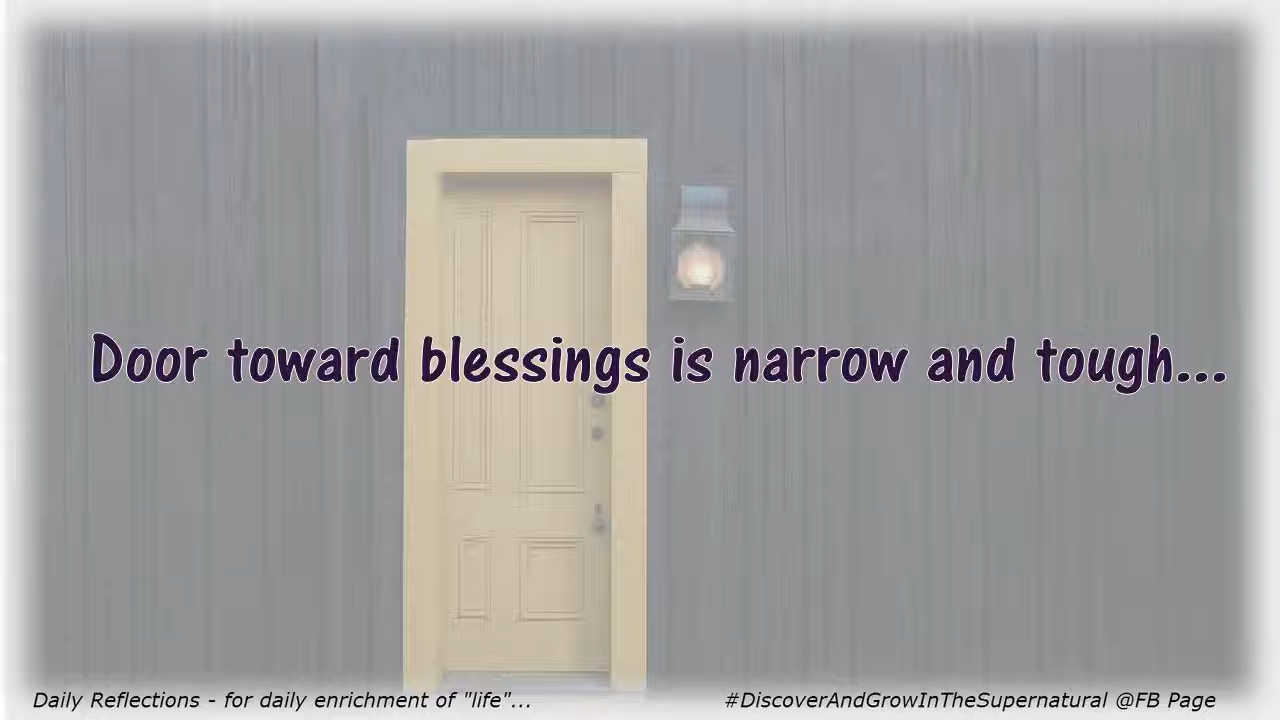 Door toward blessings is narrow and tough...
Daily Reflections - for daily enrichment of "life"...
#DiscoverAndGrowInTheSupernatural @FB Page